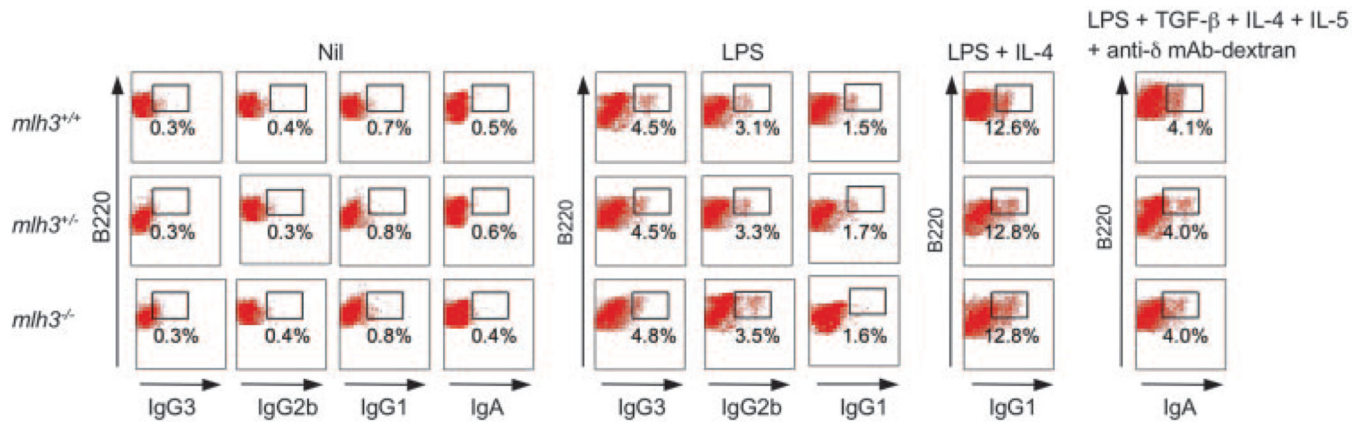 LPS + TGF-β + IL-4 + IL-5
Nil LPS LPS + IL-4 + anti-δ mAb-dextran
mlh3+/+ 0.3% 0.4% 0.7% 0.5% 4.5% 3.1% 1.5% 12.6% 4.1%
mlh3+/- 0.3% 0.3% 0.8% 0.6% 4.5% 3.3% 1.7% 12.8% 4.0%
B220 B220 B220 B220
mlh3-/- 0.3% 0.4% 0.8% 0.4% 4.8% 3.5% 1.6% 12.8% 4.0%
IgG3 IgG2b IgG1 IgA IgG3 IgG2b IgG1 IgG1 IgA